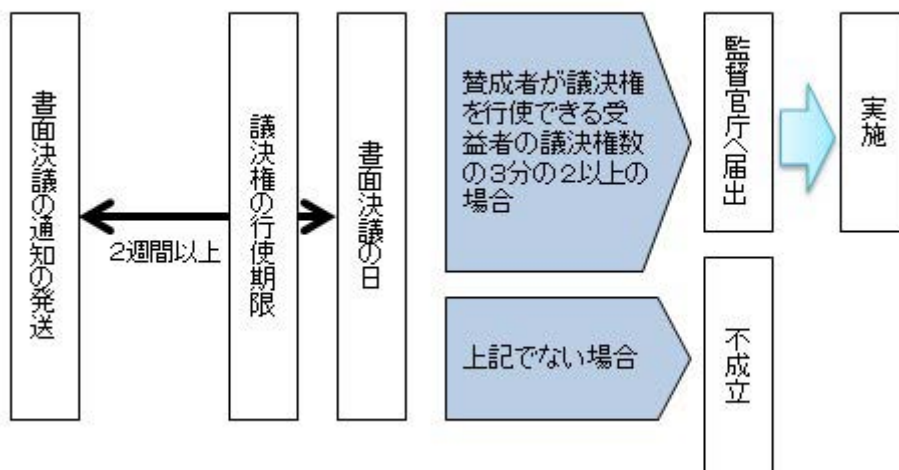 書面決議の通知の発送
2週間以上
議決権の行使期限
書面決議の日
賛成者が議決権
を行使できる受
益者の議決権数
の3分の2以上の
場合
監督官庁へ届出
実施
上記でない場合
不成立